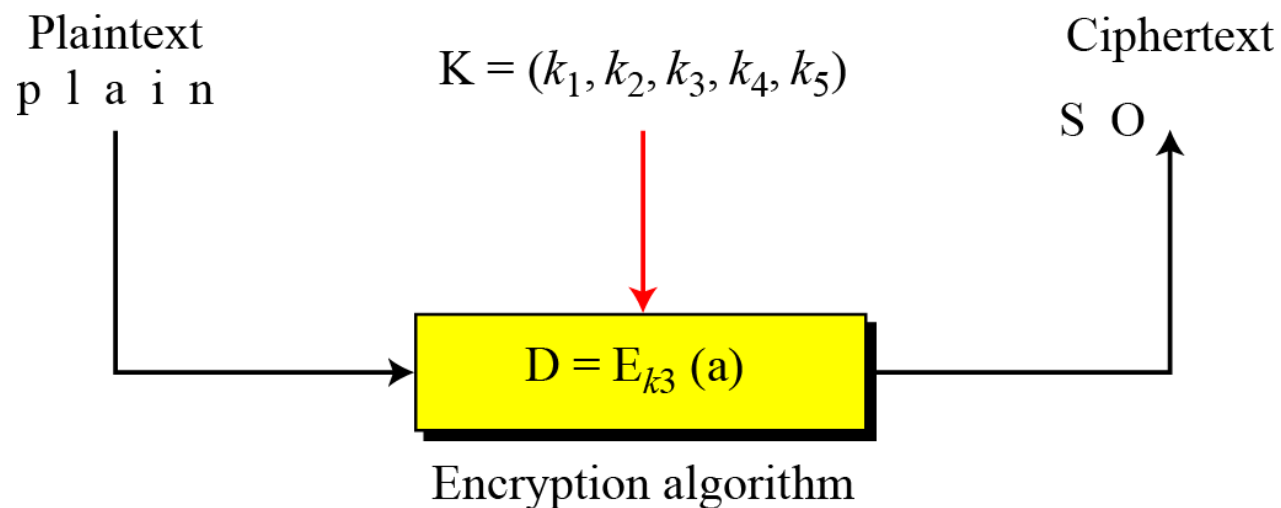 Plaintext
p l a i n
K = (k₁, k₂, k₃, k₄, k₅)
Ciphertext
S O
D = Eₖ₃ (a)
Encryption algorithm